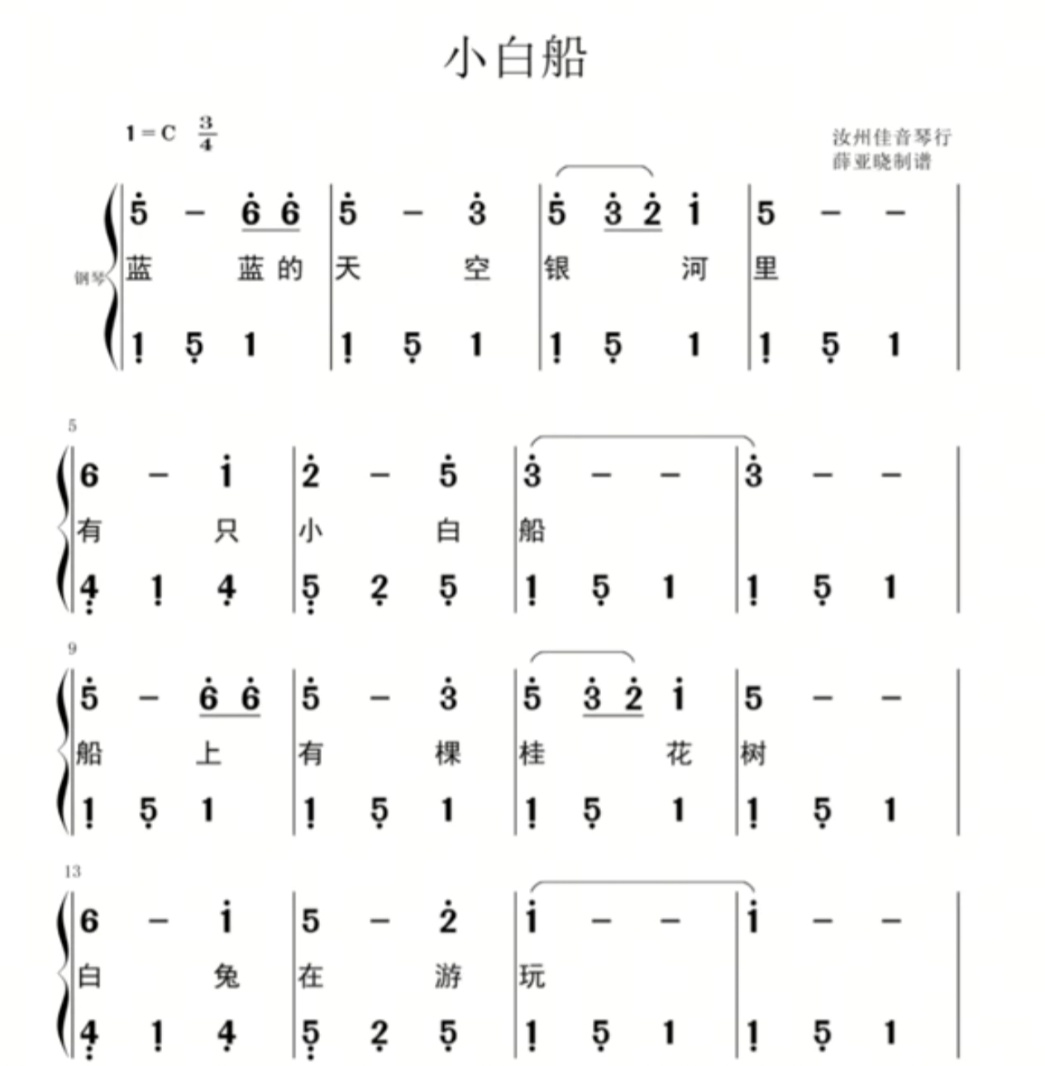 小白船
1=C 3/4
汝州佳音琴行
薛亚晓制谱
5̇ - 6̇ 6̇ | 5̇ - 3̇ | 5̇ 3̇ 2̇ 1̇ | 5 - - |
钢琴
蓝 蓝 的 天 空 银 河 里
1̣ 5̣ 1 | 1̣ 5̣ 1 | 1̣ 5̣ 1 | 1̣ 5̣ 1 |
5
6 - 1̇ | 2̇ - 5̇ | 3̇ - - | 3̇ - - |
有 只 小 白 船
4̤ 1̣ 4̣ | 5̤ 2̣ 5̣ | 1̣ 5̣ 1 | 1̣ 5̣ 1 |
9
5̇ - 6̇ 6̇ | 5̇ - 3̇ | 5̇ 3̇ 2̇ 1̇ | 5 - - |
船 上 有 棵 桂 花 树
1̣ 5̣ 1 | 1̣ 5̣ 1 | 1̣ 5̣ 1 | 1̣ 5̣ 1 |
13
6 - 1̇ | 5 - 2̇ | 1̇ - - | 1̇ - - |
白 兔 在 游 玩
4̤ 1̣ 4̣ | 5̤ 2̣ 5̣ | 1̣ 5̣ 1 | 1̣ 5̣ 1 |